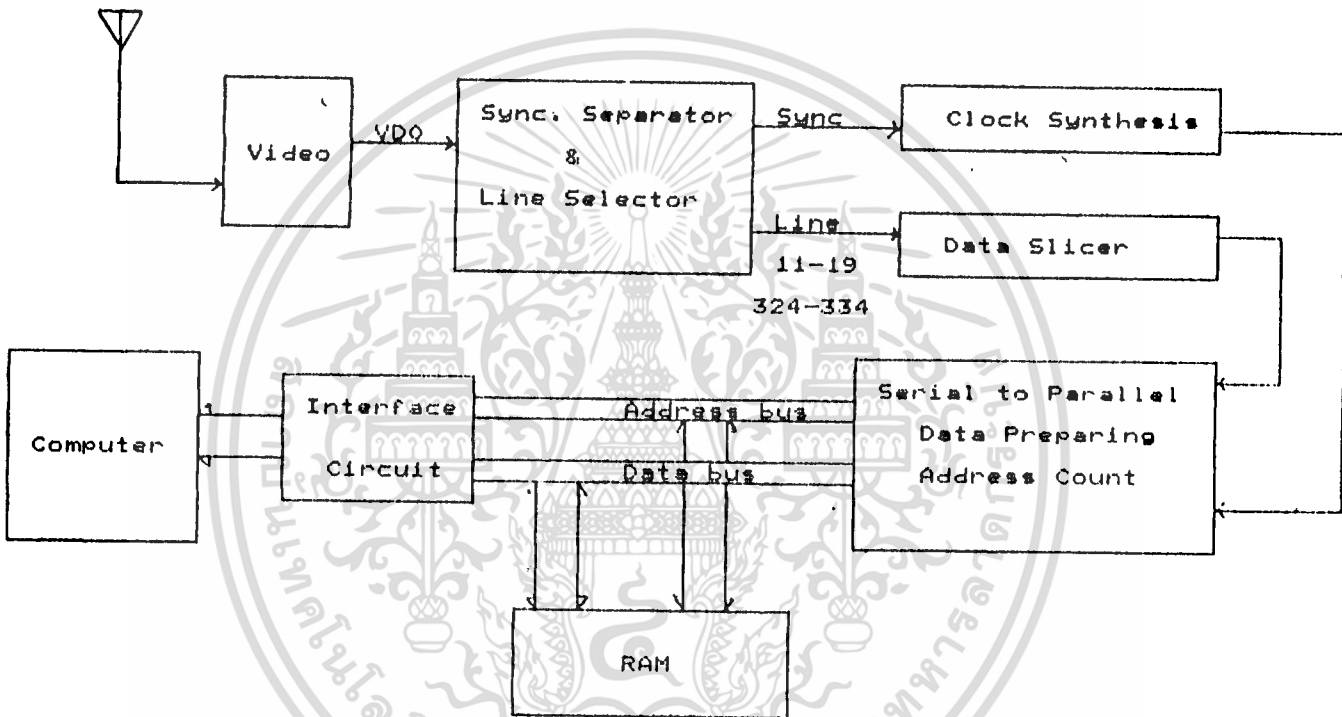 Video
VDO
Sync. Separator
&
Line Selector
Sync
Clock Synthesis
Line
11-19
324-334
Data Slicer
Computer
Interface
Circuit
Address bus
Data bus
Serial to Parallel
Data Preparing
Address Count
RAM